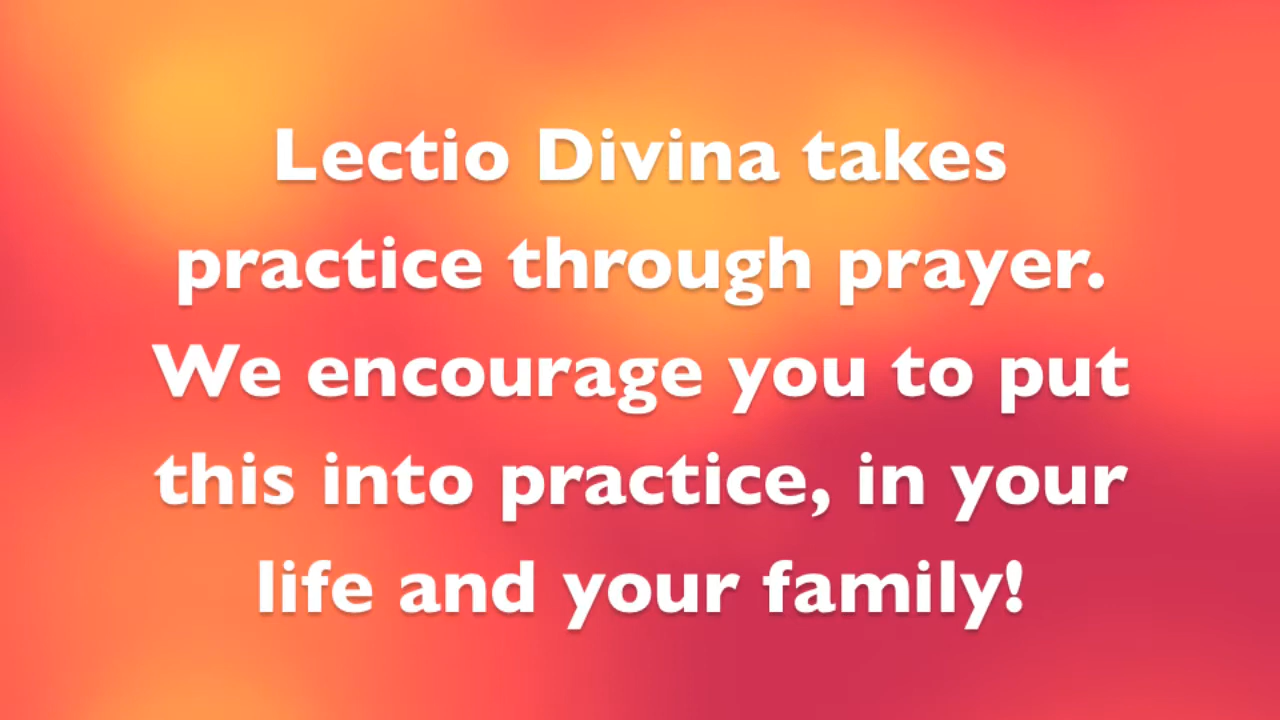 Lectio Divina takes
practice through prayer.
We encourage you to put
this into practice, in your
life and your family!